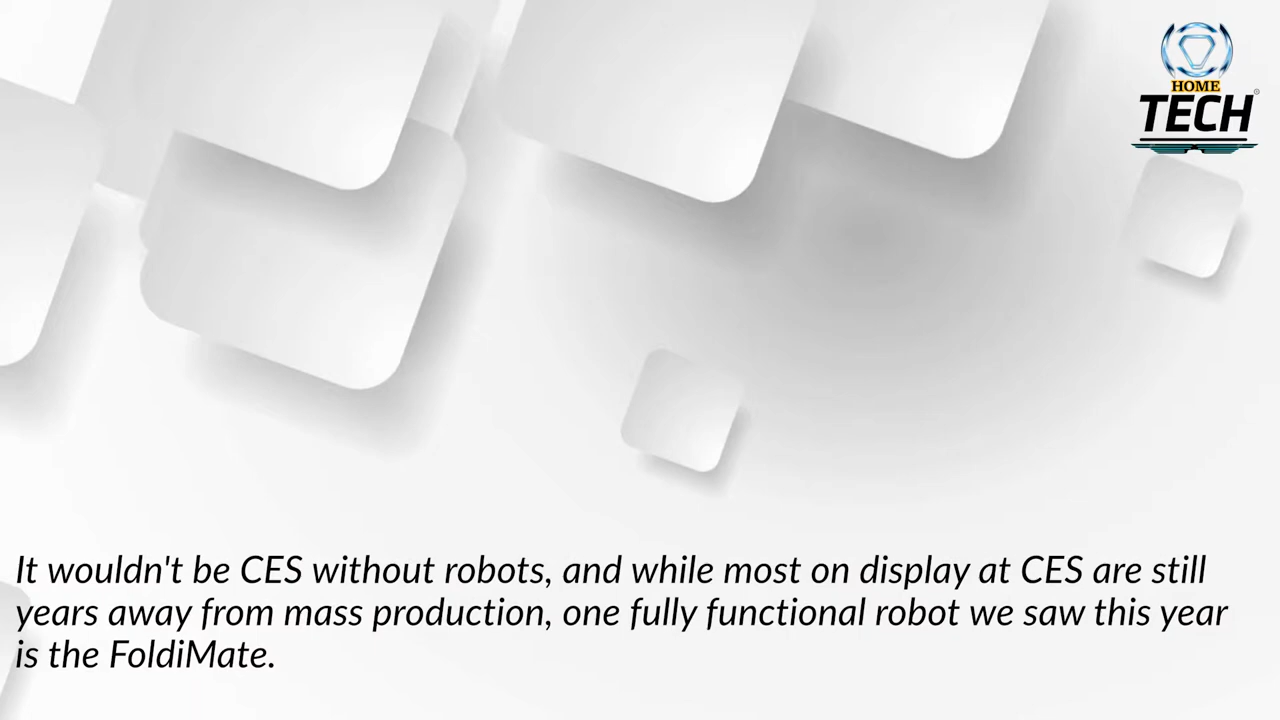 HOME
TECH®
It wouldn't be CES without robots, and while most on display at CES are still
years away from mass production, one fully functional robot we saw this year
is the FoldiMate.